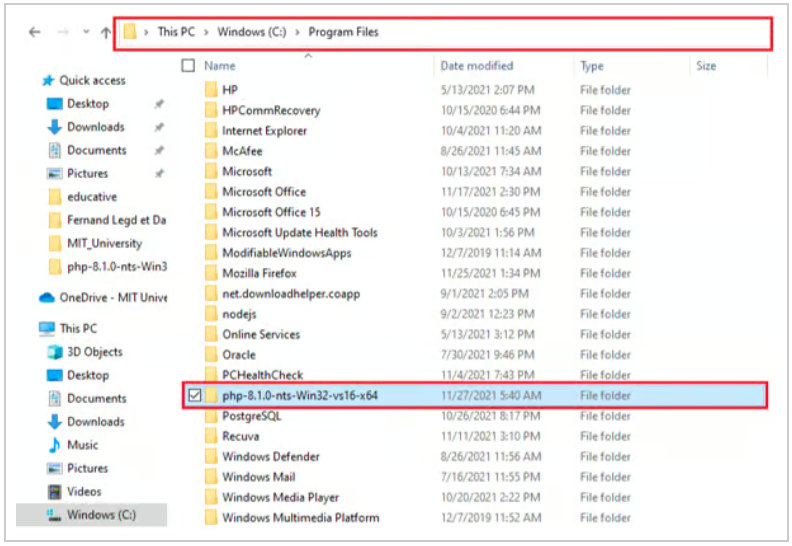 This PC > Windows (C:) > Program Files
Name Date modified Type Size
Quick access
Desktop
Downloads
Documents
Pictures
educative
Fernand Legd et Da
MIT_University
php-8.1.0-nts-Win3
OneDrive - MIT Unive
This PC
3D Objects
Desktop
Documents
Downloads
Music
Pictures
Videos
Windows (C:)
HP 5/13/2021 2:07 PM File folder
HPCommRecovery 10/15/2020 6:44 PM File folder
Internet Explorer 10/4/2021 11:20 AM File folder
McAfee 8/26/2021 11:45 AM File folder
Microsoft 10/13/2021 7:34 AM File folder
Microsoft Office 11/17/2021 2:30 PM File folder
Microsoft Office 15 10/15/2020 6:45 PM File folder
Microsoft Update Health Tools 10/3/2021 1:56 PM File folder
ModifiableWindowsApps 12/7/2019 11:14 AM File folder
Mozilla Firefox 11/25/2021 1:34 PM File folder
net.downloadhelper.coapp 9/1/2021 2:05 PM File folder
nodejs 9/2/2021 12:23 PM File folder
Online Services 5/13/2021 3:12 PM File folder
Oracle 7/30/2021 9:46 PM File folder
PCHealthCheck 11/4/2021 7:43 PM File folder
php-8.1.0-nts-Win32-vs16-x64 11/27/2021 5:40 AM File folder
PostgreSQL 10/26/2021 8:17 PM File folder
Recuva 11/11/2021 3:10 PM File folder
Windows Defender 8/26/2021 11:56 AM File folder
Windows Mail 7/16/2021 11:55 PM File folder
Windows Media Player 10/20/2021 2:22 PM File folder
Windows Multimedia Platform 12/7/2019 11:52 AM File folder